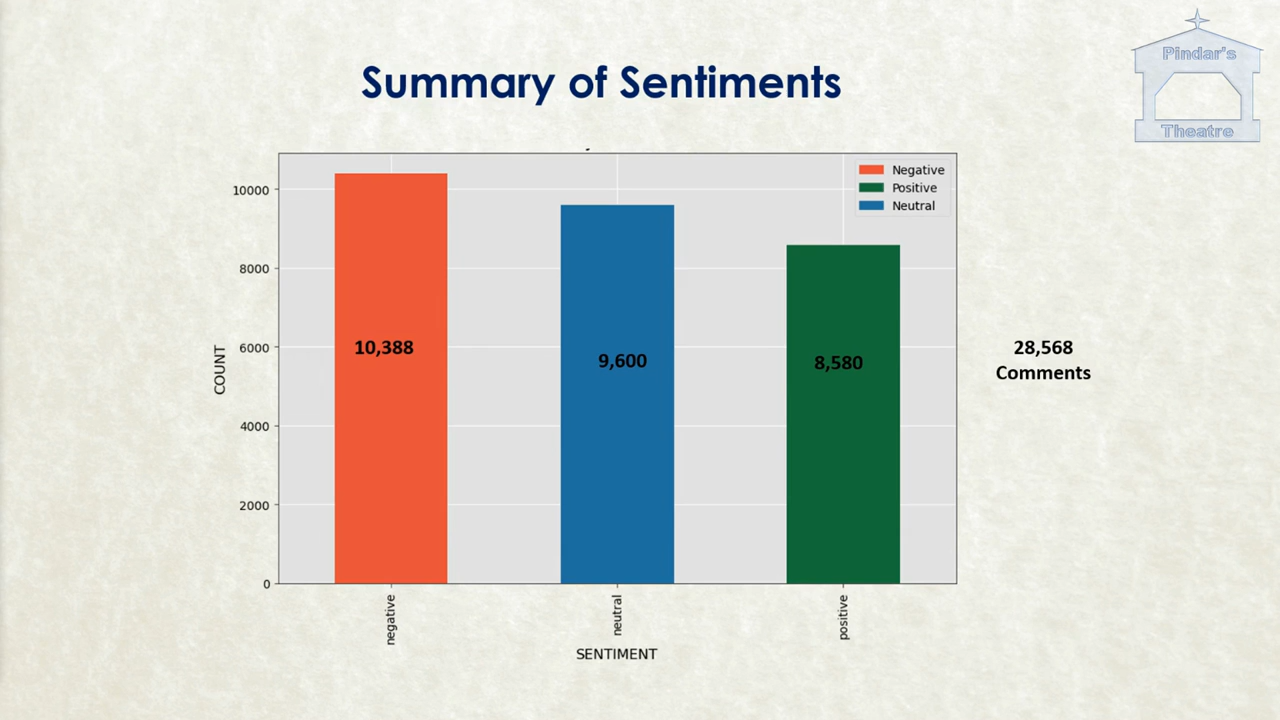 Pindar's
Theatre
Summary of Sentiments
Negative
Positive
Neutral
10000
8000
6000
4000
2000
0
COUNT
10,388
9,600
8,580
28,568
Comments
negative
neutral
positive
SENTIMENT